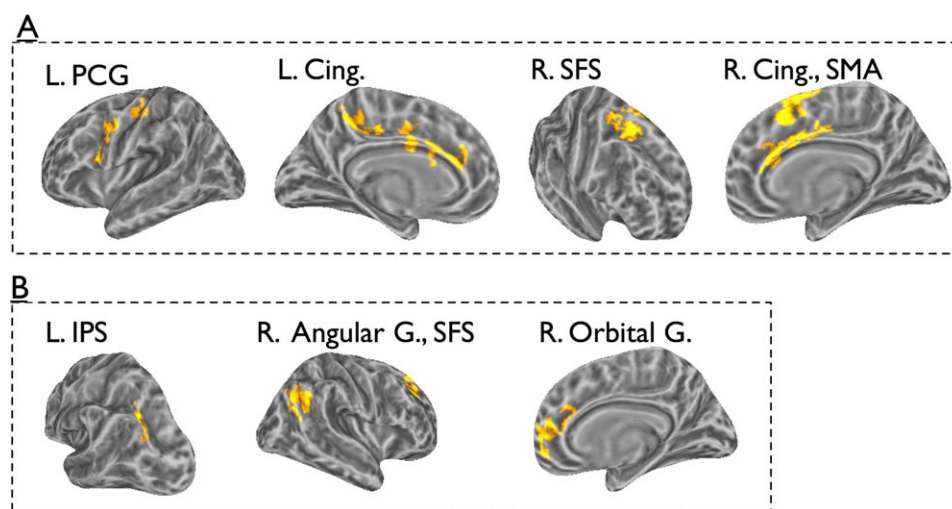 A
L. PCG
L. Cing.
R. SFS
R. Cing., SMA
B
L. IPS
R. Angular G., SFS
R. Orbital G.